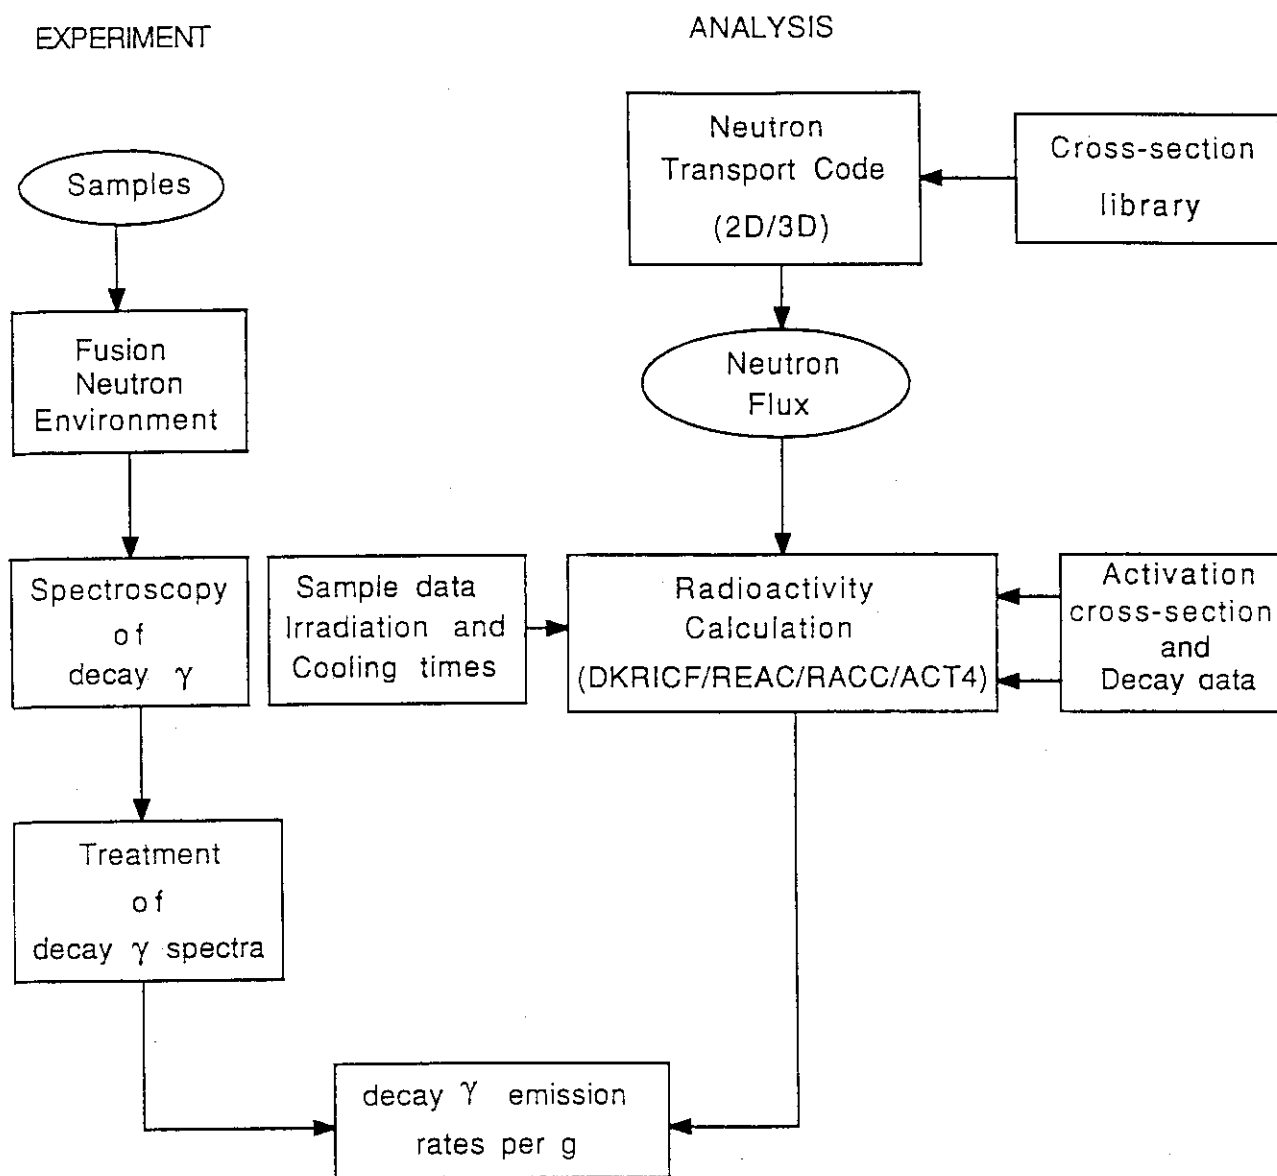 EXPERIMENT
ANALYSIS
Samples
Fusion
Neutron
Environment
Spectroscopy
of
decay γ
Treatment
of
decay γ spectra
Neutron
Transport Code
(2D/3D)
Cross-section
library
Neutron
Flux
Sample data
Irradiation and
Cooling times
Radioactivity
Calculation
(DKRICF/REAC/RACC/ACT4)
Activation
cross-section
and
Decay data
decay γ emission
rates per g